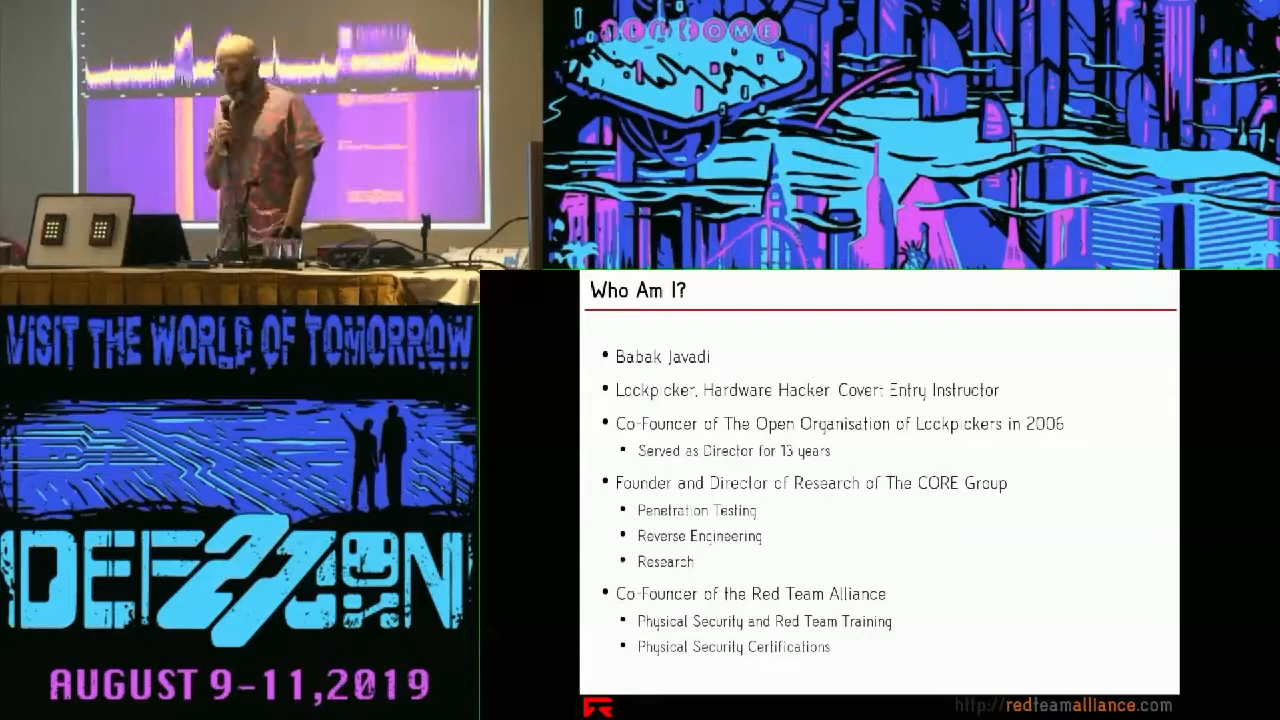 WELCOME
VISIT THE WORLD OF TOMORROW
DEF 27 CON
AUGUST 9-11,2019
Who Am I?
• Babak Javadi
• Lockpicker, Hardware Hacker, Covert Entry Instructor
• Co-Founder of The Open Organisation of Lockpickers in 2006
• Served as Director for 13 years
• Founder and Director of Research of The CORE Group
• Penetration Testing
• Reverse Engineering
• Research
• Co-Founder of the Red Team Alliance
• Physical Security and Red Team Training
• Physical Security Certifications
http://redteamalliance.com